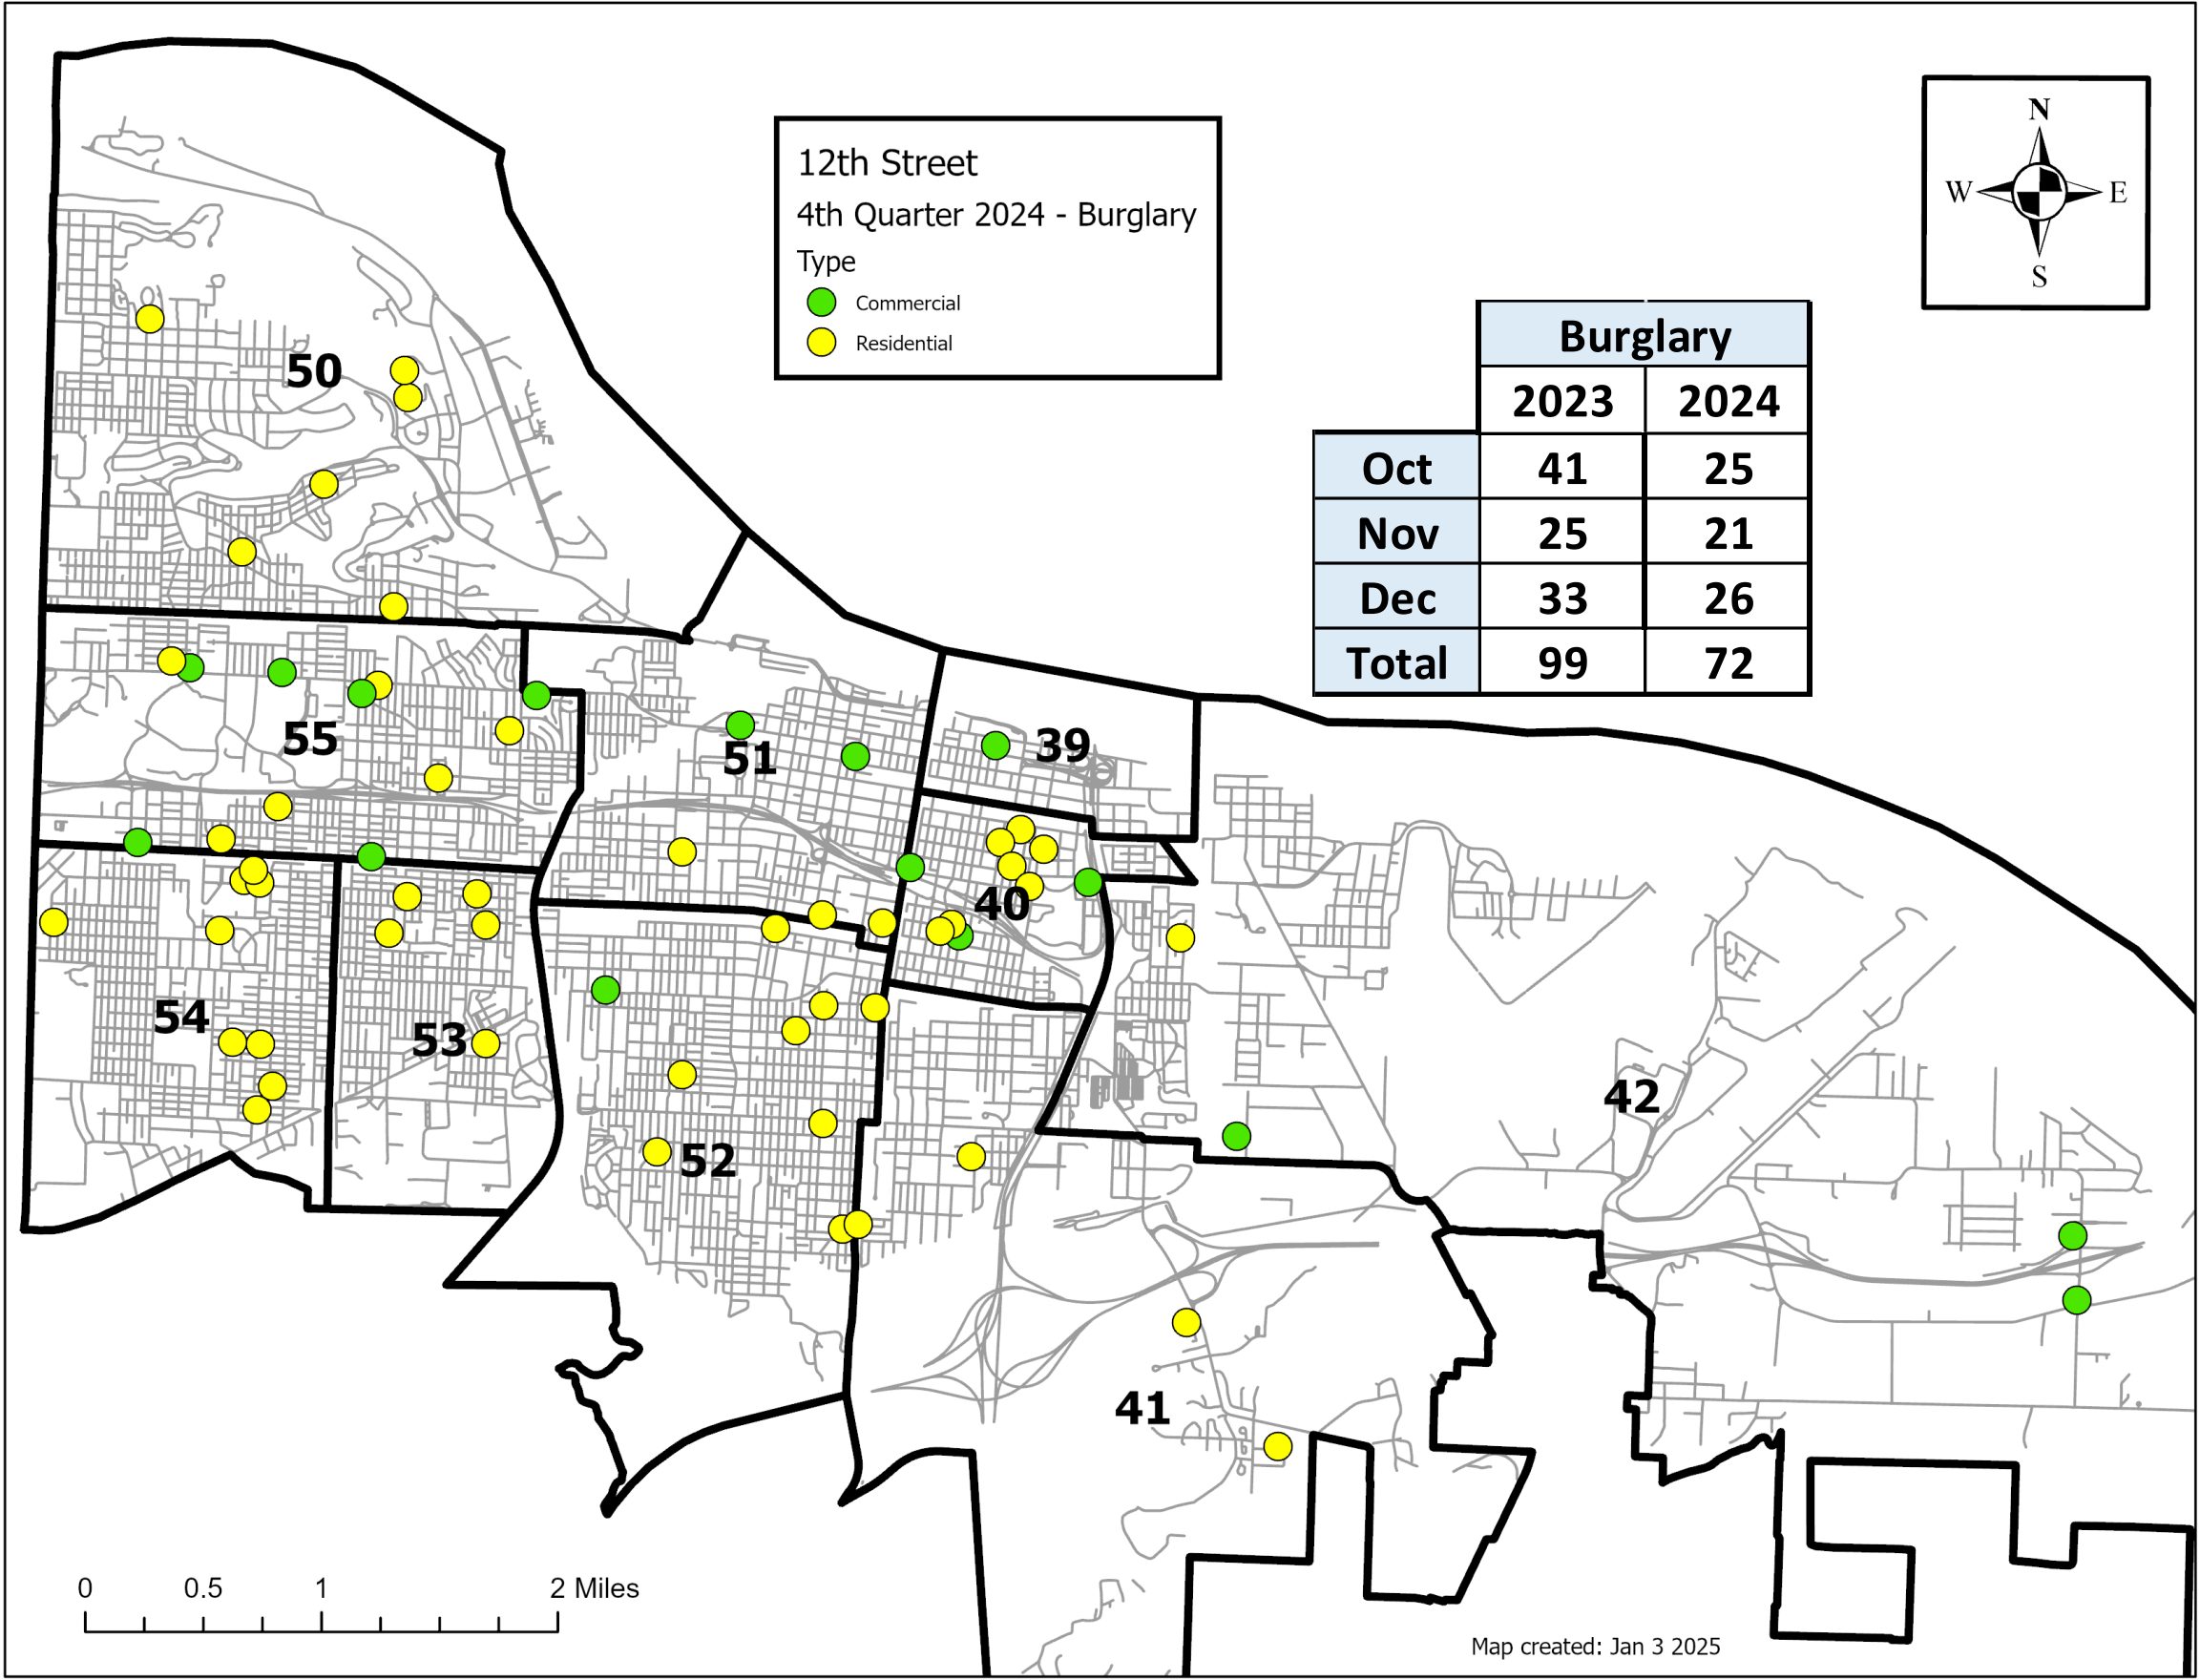 N
W E
S
12th Street
4th Quarter 2024 - Burglary
Type
Commercial
Residential
Burglary
2023 2024
Oct 41 25
Nov 25 21
Dec 33 26
Total 99 72
50
55
51
39
40
54
53
52
42
41
0 0.5 1 2 Miles
Map created: Jan 3 2025